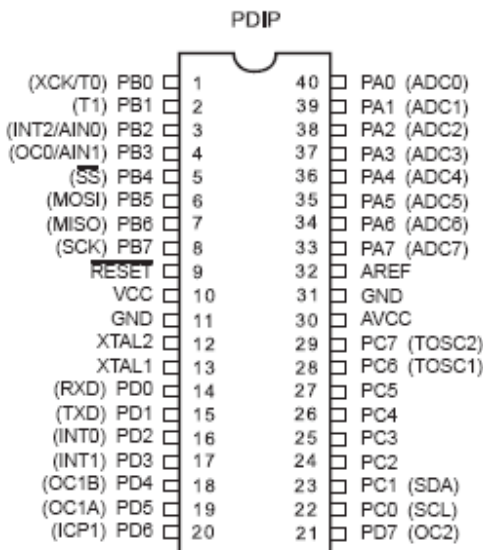 PDIP
(XCK/T0) PB0 1 40 PA0 (ADC0)
(T1) PB1 2 39 PA1 (ADC1)
(INT2/AIN0) PB2 3 38 PA2 (ADC2)
(OC0/AIN1) PB3 4 37 PA3 (ADC3)
(SS) PB4 5 36 PA4 (ADC4)
(MOSI) PB5 6 35 PA5 (ADC5)
(MISO) PB6 7 34 PA6 (ADC6)
(SCK) PB7 8 33 PA7 (ADC7)
RESET 9 32 AREF
VCC 10 31 GND
GND 11 30 AVCC
XTAL2 12 29 PC7 (TOSC2)
XTAL1 13 28 PC6 (TOSC1)
(RXD) PD0 14 27 PC5
(TXD) PD1 15 26 PC4
(INT0) PD2 16 25 PC3
(INT1) PD3 17 24 PC2
(OC1B) PD4 18 23 PC1 (SDA)
(OC1A) PD5 19 22 PC0 (SCL)
(ICP1) PD6 20 21 PD7 (OC2)